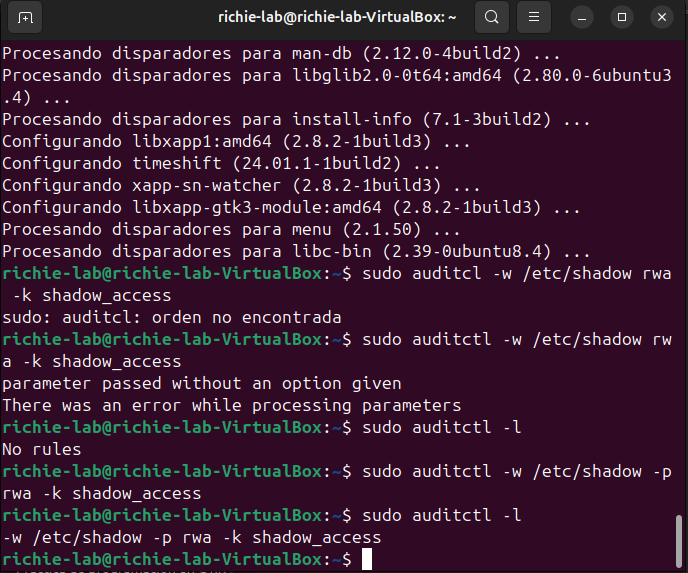 richie-lab@richie-lab-VirtualBox: ~
Procesando disparadores para man-db (2.12.0-4build2) ...
Procesando disparadores para libglib2.0-0t64:amd64 (2.80.0-6ubuntu3
.4) ...
Procesando disparadores para install-info (7.1-3build2) ...
Configurando libxapp1:amd64 (2.8.2-1build3) ...
Configurando timeshift (24.01.1-1build2) ...
Configurando xapp-sn-watcher (2.8.2-1build3) ...
Configurando libxapp-gtk3-module:amd64 (2.8.2-1build3) ...
Procesando disparadores para menu (2.1.50) ...
Procesando disparadores para libc-bin (2.39-0ubuntu8.4) ...
richie-lab@richie-lab-VirtualBox:~$ sudo auditcl -w /etc/shadow rwa
 -k shadow_access
sudo: auditcl: orden no encontrada
richie-lab@richie-lab-VirtualBox:~$ sudo auditctl -w /etc/shadow rw
a -k shadow_access
parameter passed without an option given
There was an error while processing parameters
richie-lab@richie-lab-VirtualBox:~$ sudo auditctl -l
No rules
richie-lab@richie-lab-VirtualBox:~$ sudo auditctl -w /etc/shadow -p
rwa -k shadow_access
richie-lab@richie-lab-VirtualBox:~$ sudo auditctl -l
-w /etc/shadow -p rwa -k shadow_access
richie-lab@richie-lab-VirtualBox:~$